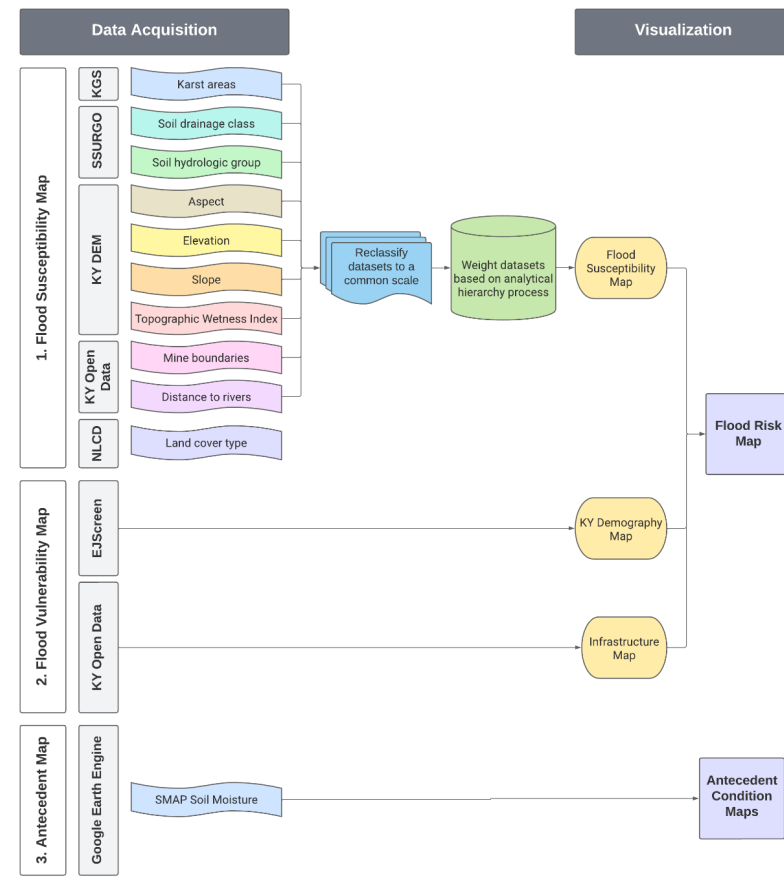 Data Acquisition
Visualization
1. Flood Susceptibility Map
KGS
Karst areas
SSURGO
Soil drainage class
Soil hydrologic group
KY DEM
Aspect
Elevation
Slope
Topographic Wetness Index
KY Open
Data
Mine boundaries
Distance to rivers
NLCD
Land cover type
Reclassify
datasets to a
common scale
Weight datasets
based on analytical
hierarchy process
Flood
Susceptibility
Map
Flood Risk
Map
2. Flood Vulnerability Map
EJScreen
KY Demography
Map
KY Open Data
Infrastructure
Map
3. Antecedent Map
Google Earth Engine
SMAP Soil Moisture
Antecedent
Condition
Maps